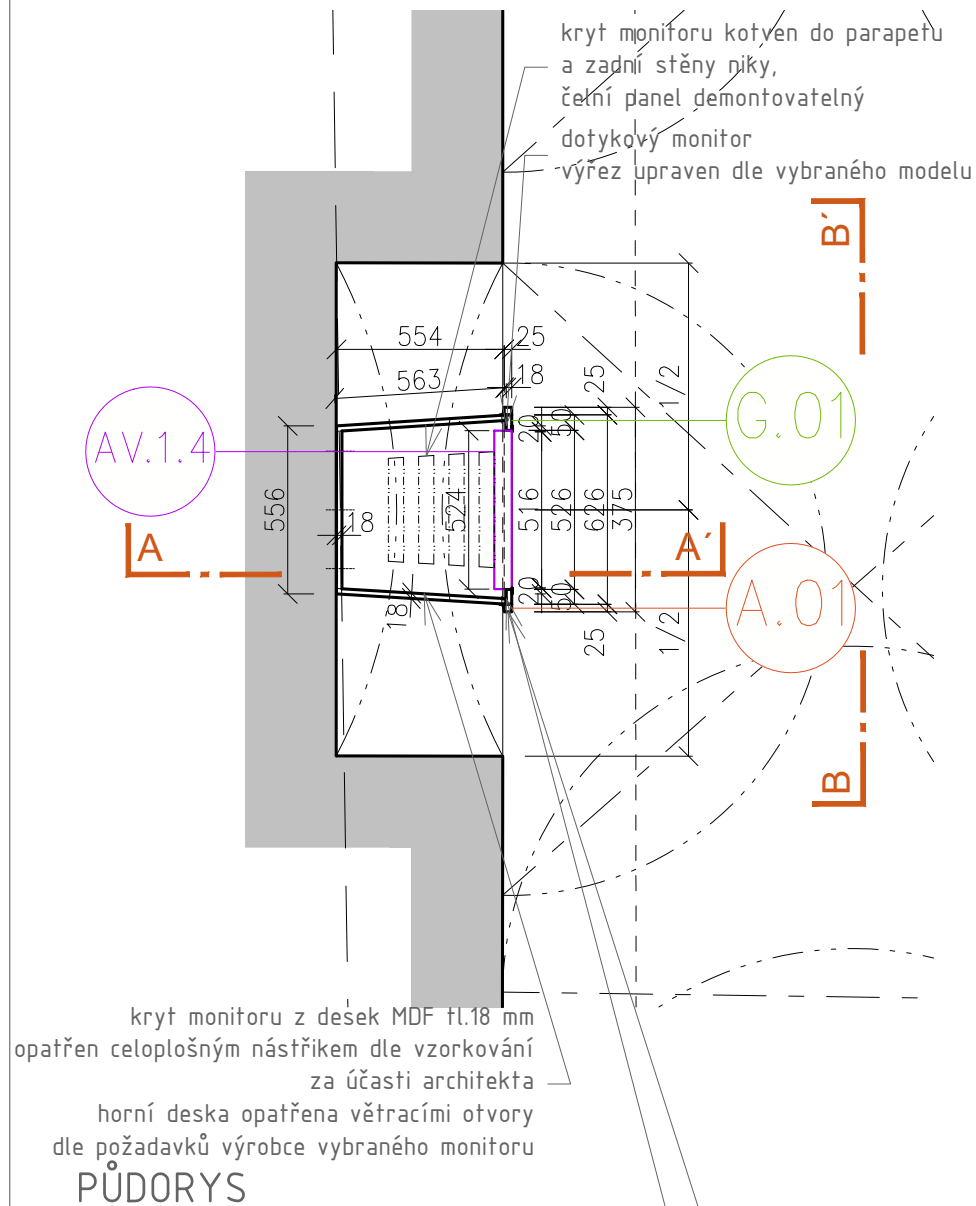 kryt monitoru kotven do parapetu
a zadní stěny niky,
čelní panel demontovatelný
dotykový monitor
výřez upraven dle vybraného modelu
B´
554
25
563
18
25
1/2
G.01
AV.1.4
20
50
556
18
524
516
526
626
375
A
A´
A.01
18
20
50
25
1/2
B
kryt monitoru z desek MDF tl.18 mm
opatřen celoplošným nástřikem dle vzorkování
za účasti architekta
horní deska opatřena větracími otvory
dle požadavků výrobce vybraného monitoru
PŮDORYS